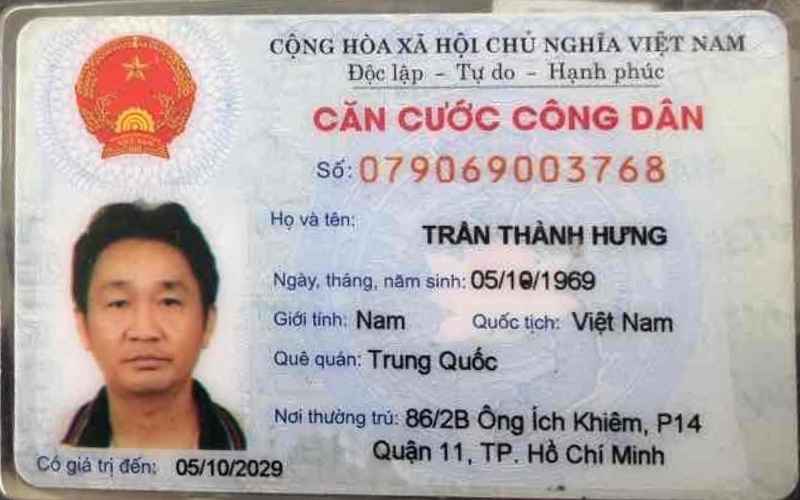 CỘNG HÒA XÃ HỘI CHỦ NGHĨA VIỆT NAM
Độc lập - Tự do - Hạnh phúc
CĂN CƯỚC CÔNG DÂN
Số: 079069003768
Họ và tên:
TRẦN THÀNH HƯNG
Ngày, tháng, năm sinh: 05/10/1969
Giới tính: Nam Quốc tịch: Việt Nam
Quê quán: Trung Quốc
Nơi thường trú: 86/2B Ông Ích Khiêm, P14
Quận 11, TP. Hồ Chí Minh
Có giá trị đến: 05/10/2029